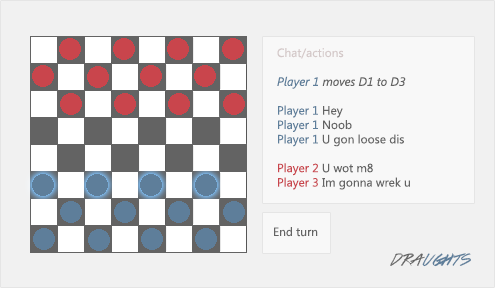 Chat/actions
Player 1 moves D1 to D3
Player 1 Hey
Player 1 Noob
Player 1 U gon loose dis
Player 2 U wot m8
Player 3 Im gonna wrek u
End turn
DRAUGHTS